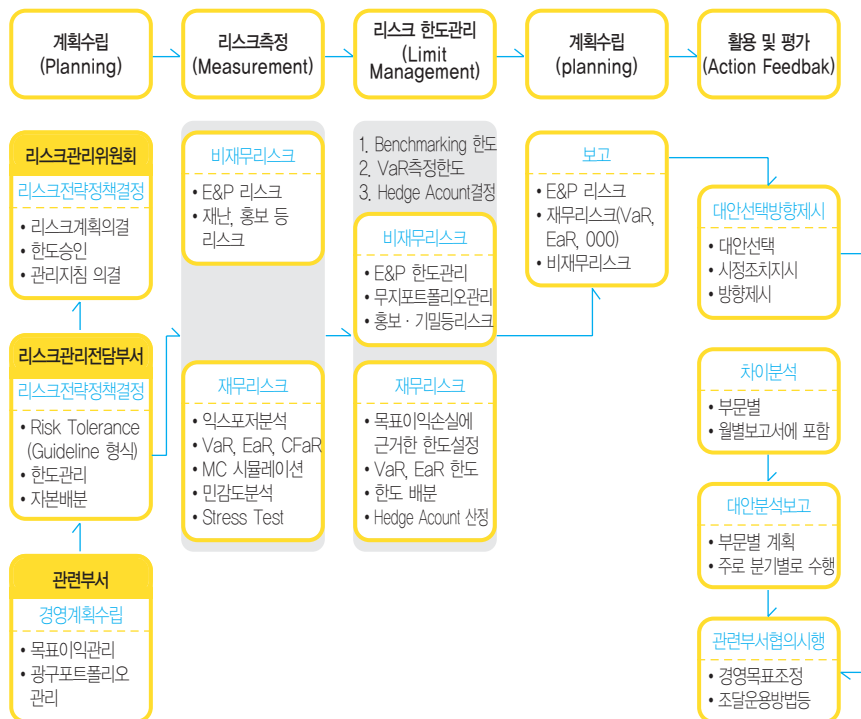 계획수립
(Planning)
리스크측정
(Measurement)
리스크 한도관리
(Limit
Management)
계획수립
(planning)
활용 및 평가
(Action Feedbak)
리스크관리위원회
리스크전략정책결정
• 리스크계획의결
• 한도승인
• 관리지침 의결
리스크관리전담부서
리스크전략정책결정
• Risk Tolerance
(Guideline 형식)
• 한도관리
• 자본배분
관련부서
경영계획수립
• 목표이익관리
• 광구포트폴리오
관리
비재무리스크
• E&P 리스크
• 재난, 홍보 등
리스크
재무리스크
• 익스포저분석
• VaR, EaR, CFaR
• MC 시뮬레이션
• 민감도분석
• Stress Test
1. Benchmarking 한도
2. VaR측정한도
3. Hedge Acount결정
비재무리스크
• E&P 한도관리
• 무지포트폴리오관리
• 홍보 · 기밀등리스크
재무리스크
• 목표이익손실에
근거한 한도설정
• VaR, EaR 한도
• 한도 배분
• Hedge Acount 산정
보고
• E&P 리스크
• 재무리스크(VaR,
EaR, 000)
• 비재무리스크
대안선택방향제시
• 대안선택
• 시정조치지시
• 방향제시
차이분석
• 부문별
• 월별보고서에 포함
대안분석보고
• 부문별 계획
• 주로 분기별로 수행
관련부서협의시행
• 경영목표조정
• 조달운용방법등